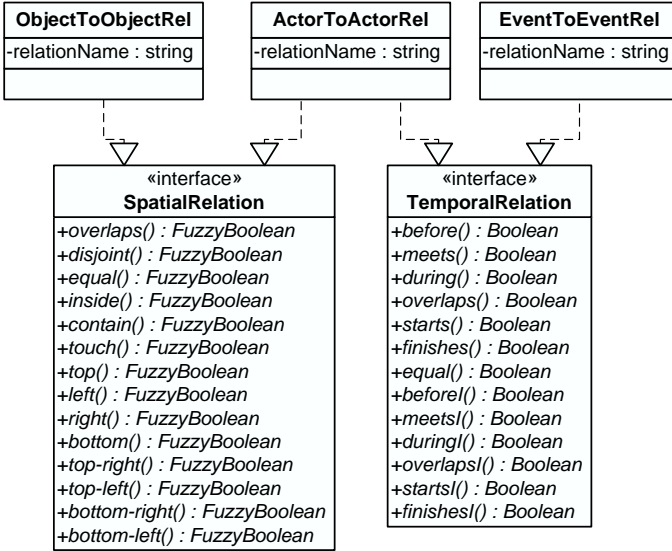 ObjectToObjectRel
-relationName : string
ActorToActorRel
-relationName : string
EventToEventRel
-relationName : string
«interface»
SpatialRelation
+overlaps() : FuzzyBoolean
+disjoint() : FuzzyBoolean
+equal() : FuzzyBoolean
+inside() : FuzzyBoolean
+contain() : FuzzyBoolean
+touch() : FuzzyBoolean
+top() : FuzzyBoolean
+left() : FuzzyBoolean
+right() : FuzzyBoolean
+bottom() : FuzzyBoolean
+top-right() : FuzzyBoolean
+top-left() : FuzzyBoolean
+bottom-right() : FuzzyBoolean
+bottom-left() : FuzzyBoolean
«interface»
TemporalRelation
+before() : Boolean
+meets() : Boolean
+during() : Boolean
+overlaps() : Boolean
+starts() : Boolean
+finishes() : Boolean
+equal() : Boolean
+beforeI() : Boolean
+meetsI() : Boolean
+duringI() : Boolean
+overlapsI() : Boolean
+startsI() : Boolean
+finishesI() : Boolean